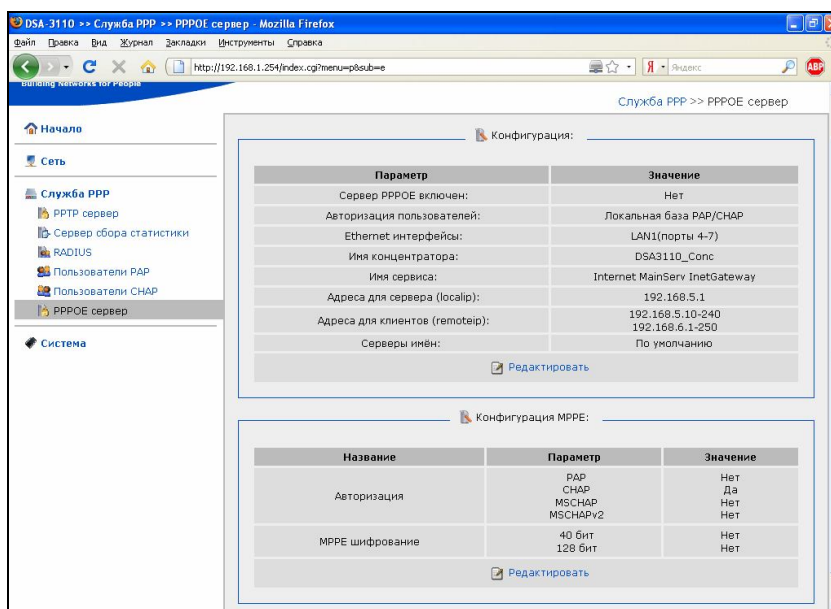 DSA-3110 >> Служба PPP >> PPPOE сервер - Mozilla Firefox
Файл Правка Вид Журнал Закладки Инструменты Справка
http://192.168.1.254/index.cgi?menu=p&sub=e
Яндекс
ABP
Building Networks for People
Служба PPP >> PPPOE сервер
Начало
Сеть
Служба PPP
PPTP сервер
Сервер сбора статистики
RADIUS
Пользователи PAP
Пользователи CHAP
PPPOE сервер
Система
Конфигурация:
Параметр Значение
Сервер PPPOE включен: Нет
Авторизация пользователей: Локальная база PAP/CHAP
Ethernet интерфейсы: LAN1(порты 4-7)
Имя концентратора: DSA3110_Conc
Имя сервиса: Internet MainServ InetGateway
Адреса для сервера (localip): 192.168.5.1
Адреса для клиентов (remoteip): 192.168.5.10-240
192.168.6.1-250
Серверы имён: По умолчанию
Редактировать
Конфигурация MPPE:
Название Параметр Значение
Авторизация
PAP Нет
CHAP Да
MSCHAP Нет
MSCHAPv2 Нет
MPPE шифрование
40 бит Нет
128 бит Нет
Редактировать